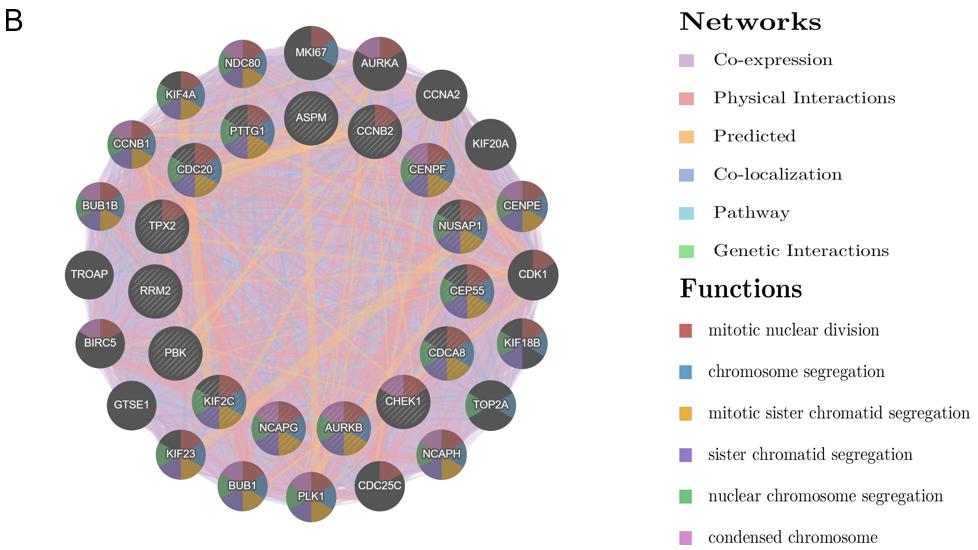 B
MKI67
NDC80
AURKA
KIF4A
CCNA2
ASPM
PTTG1
CCNB2
CCNB1
KIF20A
CDC20
CENPF
BUB1B
CENPE
TPX2
NUSAP1
TROAP
CDK1
RRM2
CEP55
BIRC5
KIF18B
PBK
CDCA8
GTSE1
KIF2C
CHEK1
TOP2A
NCAPG
AURKB
KIF23
NCAPH
BUB1
PLK1
CDC25C
Networks
Co-expression
Physical Interactions
Predicted
Co-localization
Pathway
Genetic Interactions
Functions
mitotic nuclear division
chromosome segregation
mitotic sister chromatid segregation
sister chromatid segregation
nuclear chromosome segregation
condensed chromosome